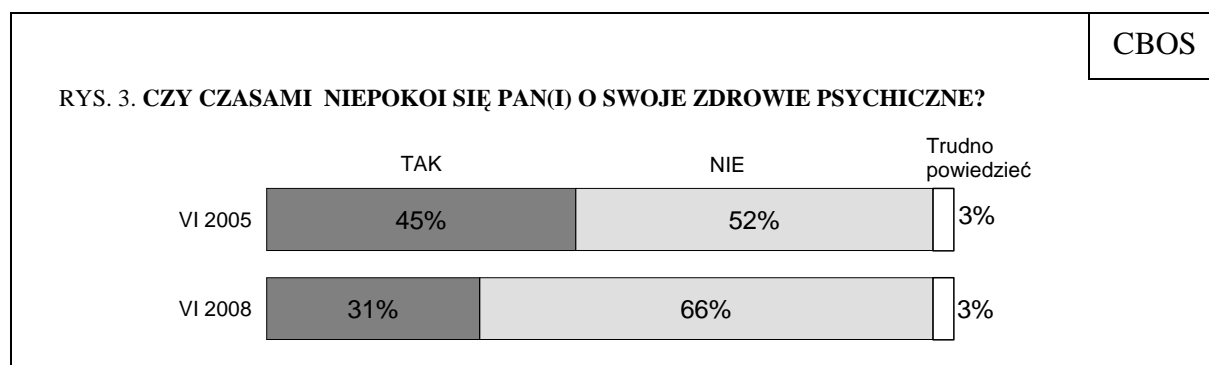 CBOS
RYS. 3. CZY CZASAMI NIEPOKOI SIĘ PAN(I) O SWOJE ZDROWIE PSYCHICZNE?
TAK NIE Trudno
powiedzieć
VI 2005 45% 52% 3%
VI 2008 31% 66% 3%